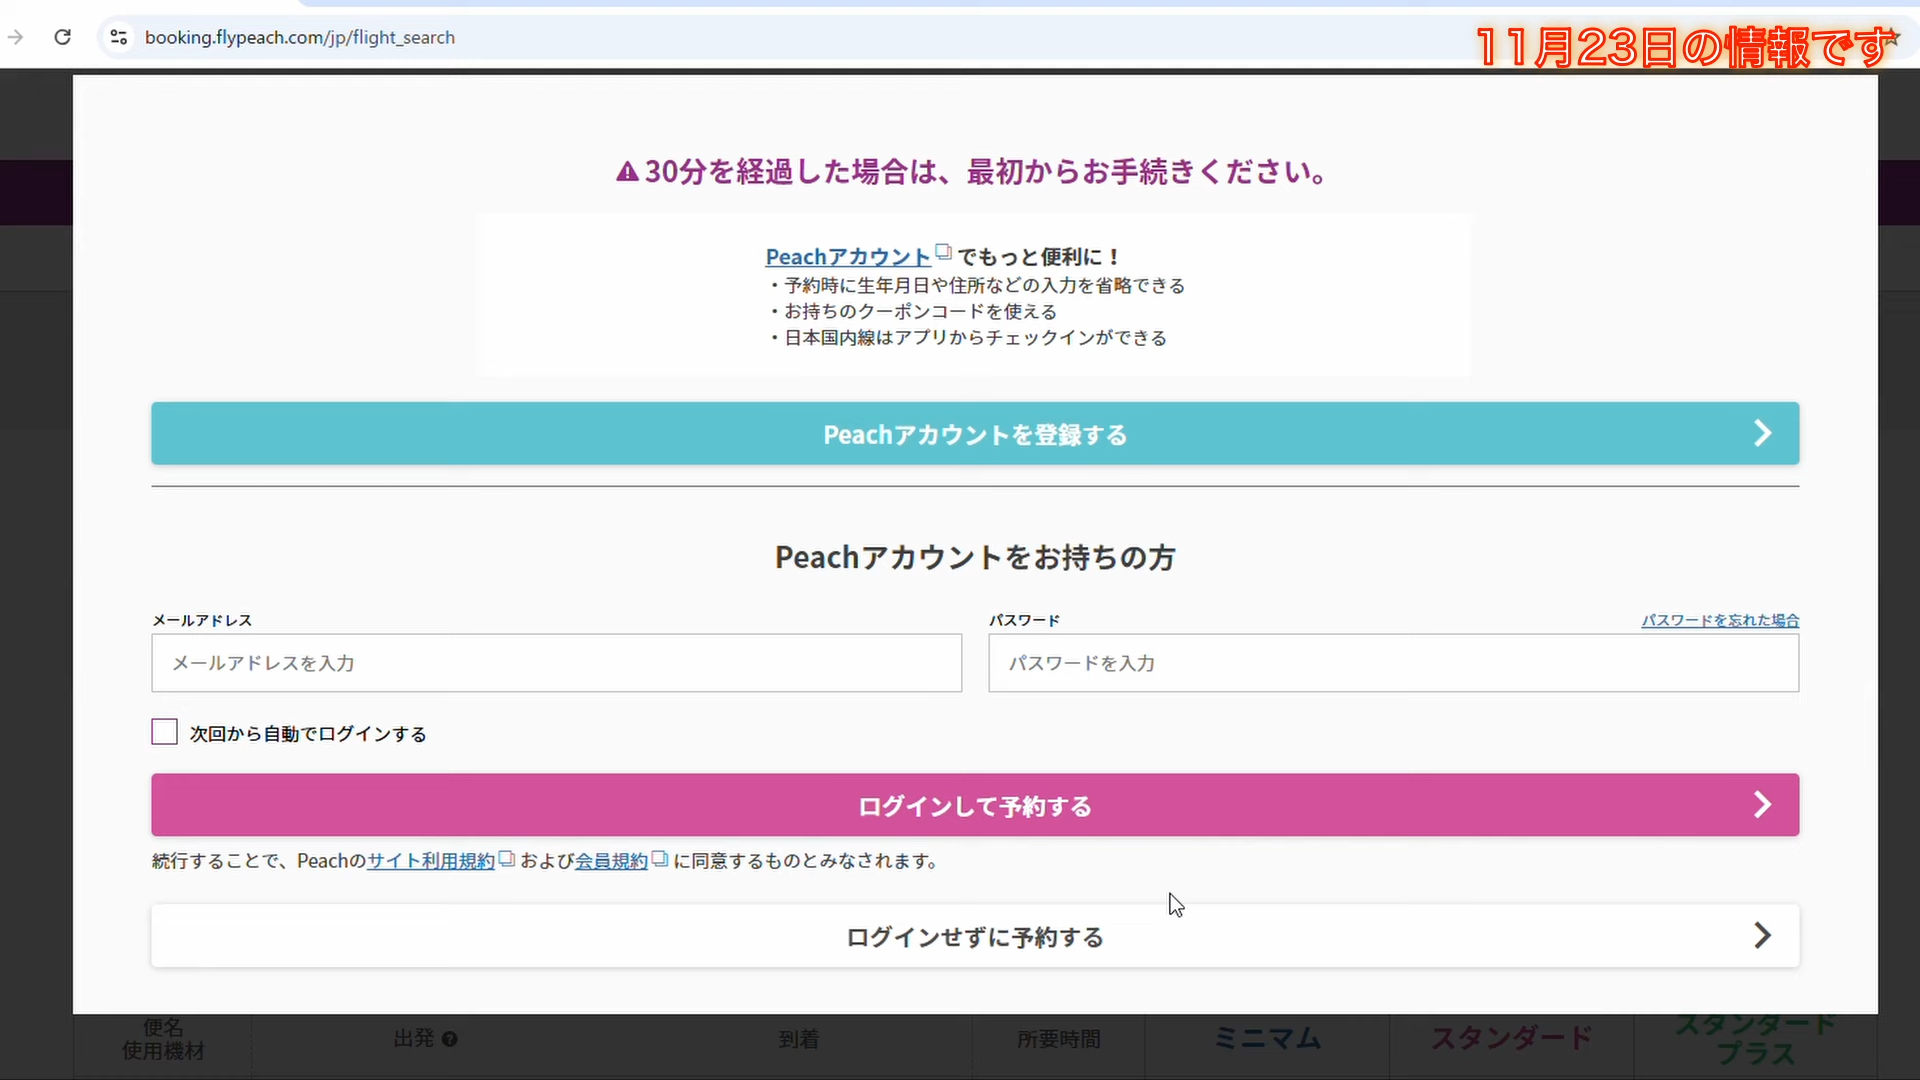 booking.flypeach.com/jp/flight_search
11月23日の情報です
30分を経過した場合は、最初からお手続きください。
Peachアカウント でもっと便利に！
・予約時に生年月日や住所などの入力を省略できる
・お持ちのクーポンコードを使える
・日本国内線はアプリからチェックインができる
Peachアカウントを登録する
Peachアカウントをお持ちの方
メールアドレス
パスワード
パスワードを忘れた場合
メールアドレスを入力
パスワードを入力
次回から自動でログインする
ログインして予約する
続行することで、Peachのサイト利用規約 および会員規約 に同意するものとみなされます。
ログインせずに予約する
便名
使用機材
出発
到着
所要時間
ミニマム
スタンダード
スタンダード
プラス